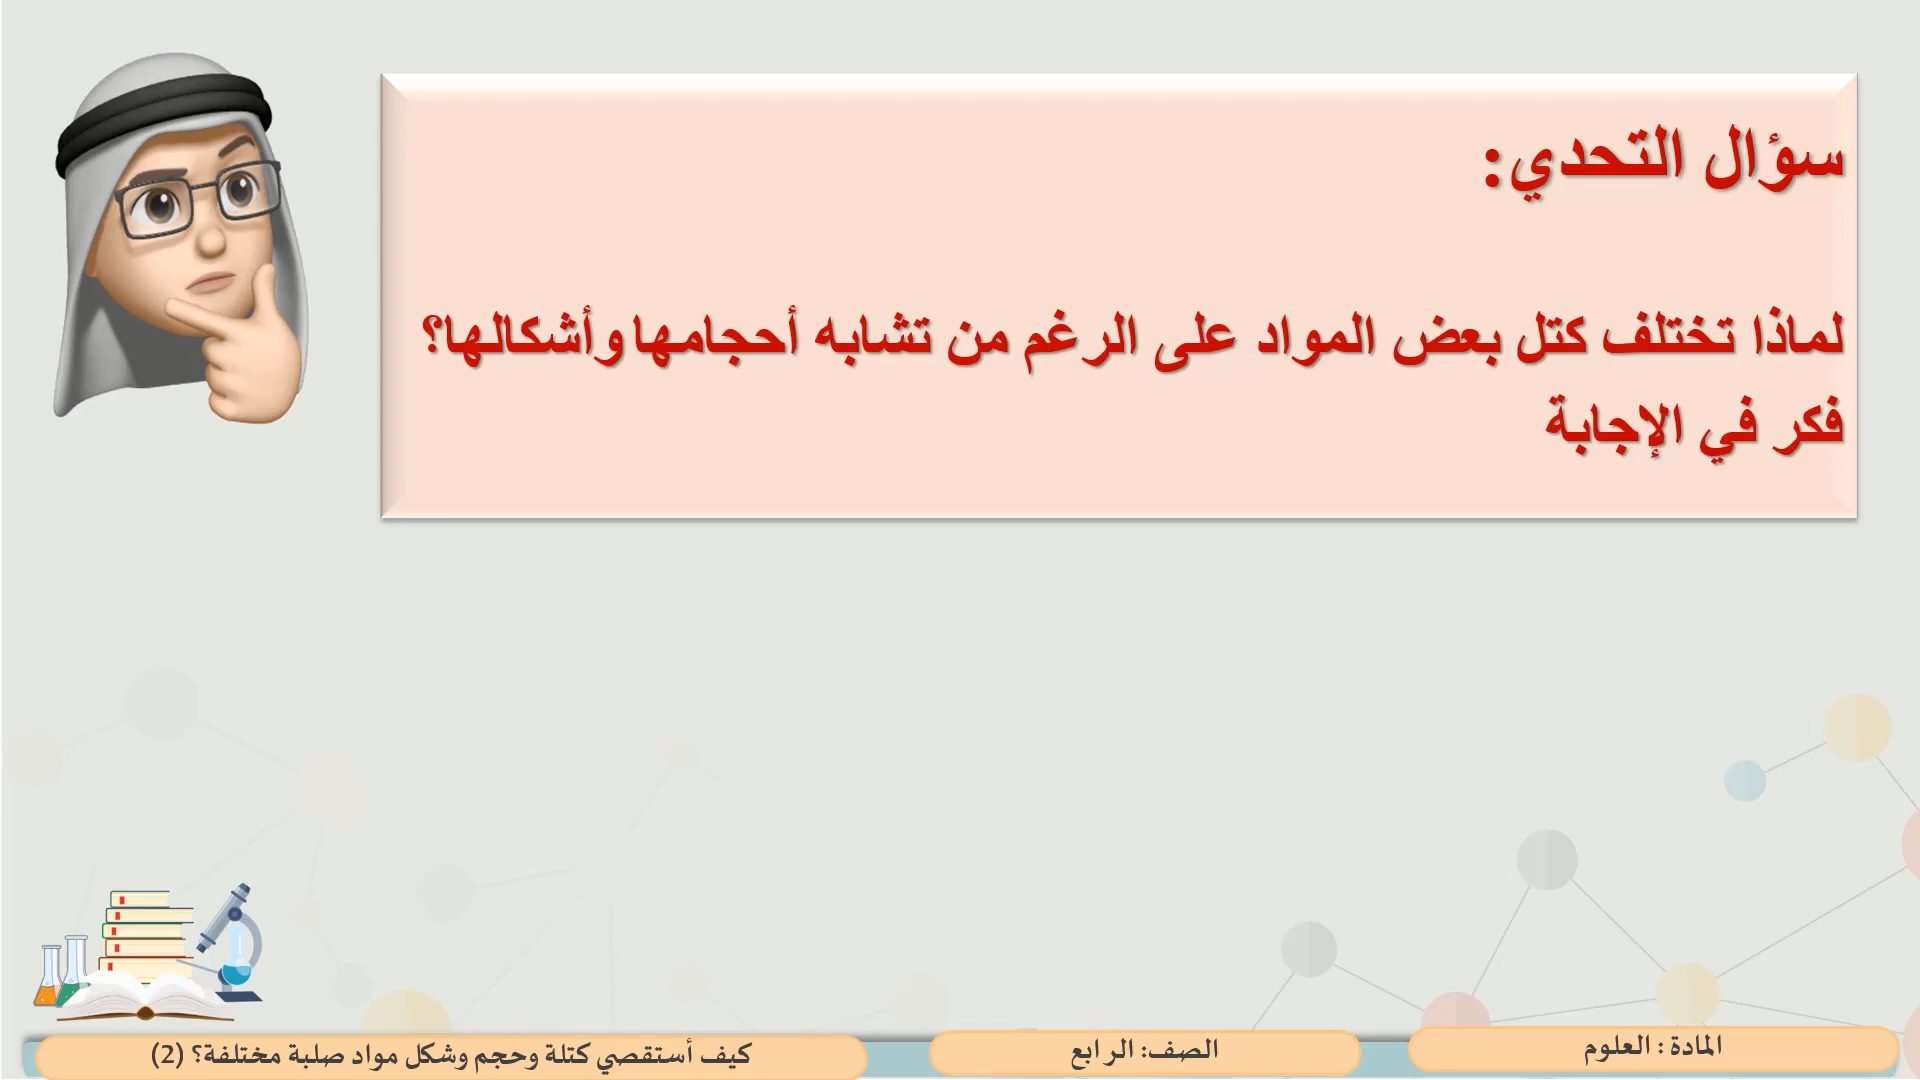 سؤال التحدي:
لماذا تختلف كتل بعض المواد على الرغم من تشابه أحجامها وأشكالها؟
فكر في الإجابة
المادة : العلوم
الصف: الرابع
كيف أستقصي كتلة وحجم وشكل مواد صلبة مختلفة؟ (2)